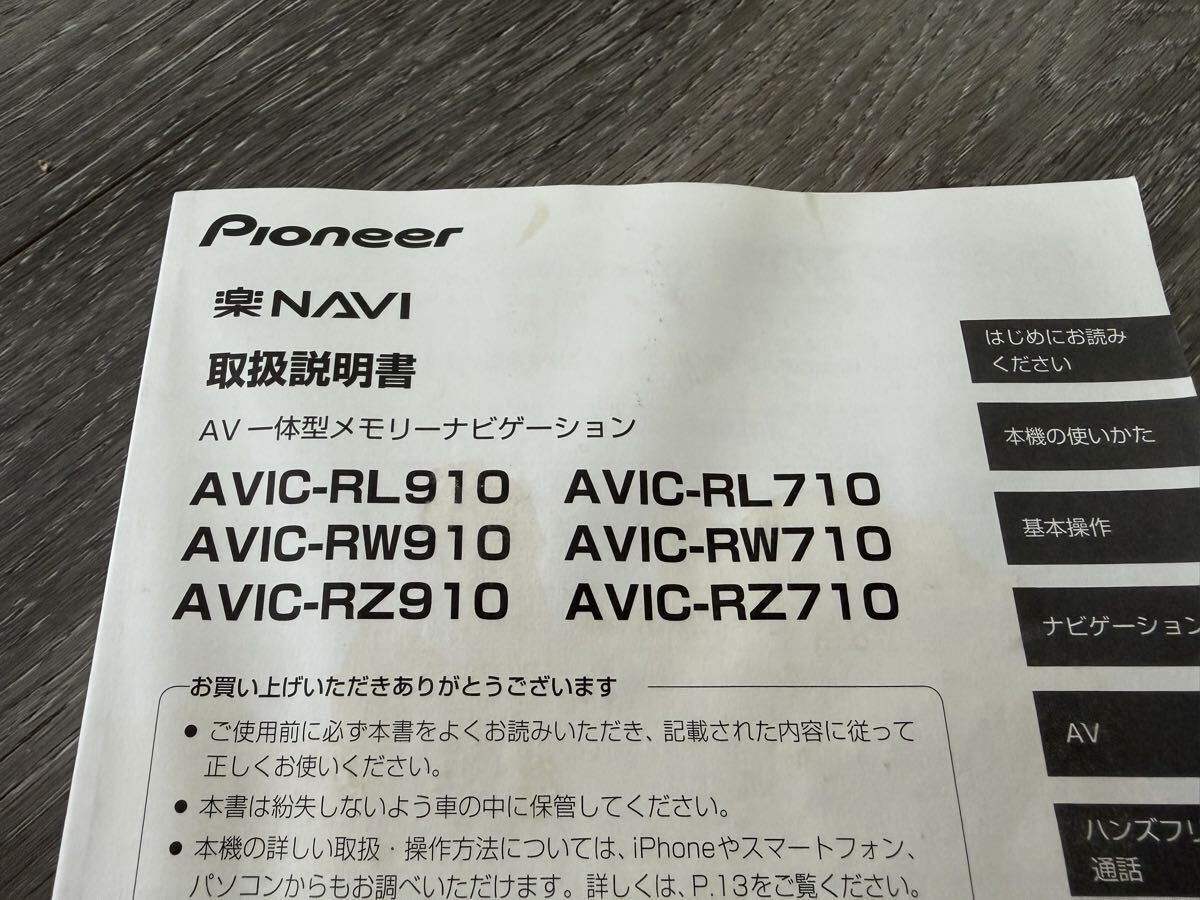 Pioneer
楽NAVI
取扱説明書
AV一体型メモリーナビゲーション
AVIC-RL910 AVIC-RL710
AVIC-RW910 AVIC-RW710
AVIC-RZ910 AVIC-RZ710
お買い上げいただきありがとうございます
● ご使用前に必ず本書をよくお読みいただき、記載された内容に従って
正しくお使いください。
● 本書は紛失しないよう車の中に保管してください。
● 本機の詳しい取扱・操作方法については、iPhoneやスマートフォン、
パソコンからもお調べいただけます。詳しくは、P.13をご覧ください。
はじめにお読み
ください
本機の使いかた
基本操作
ナビゲーション
AV
ハンズフリ
通話